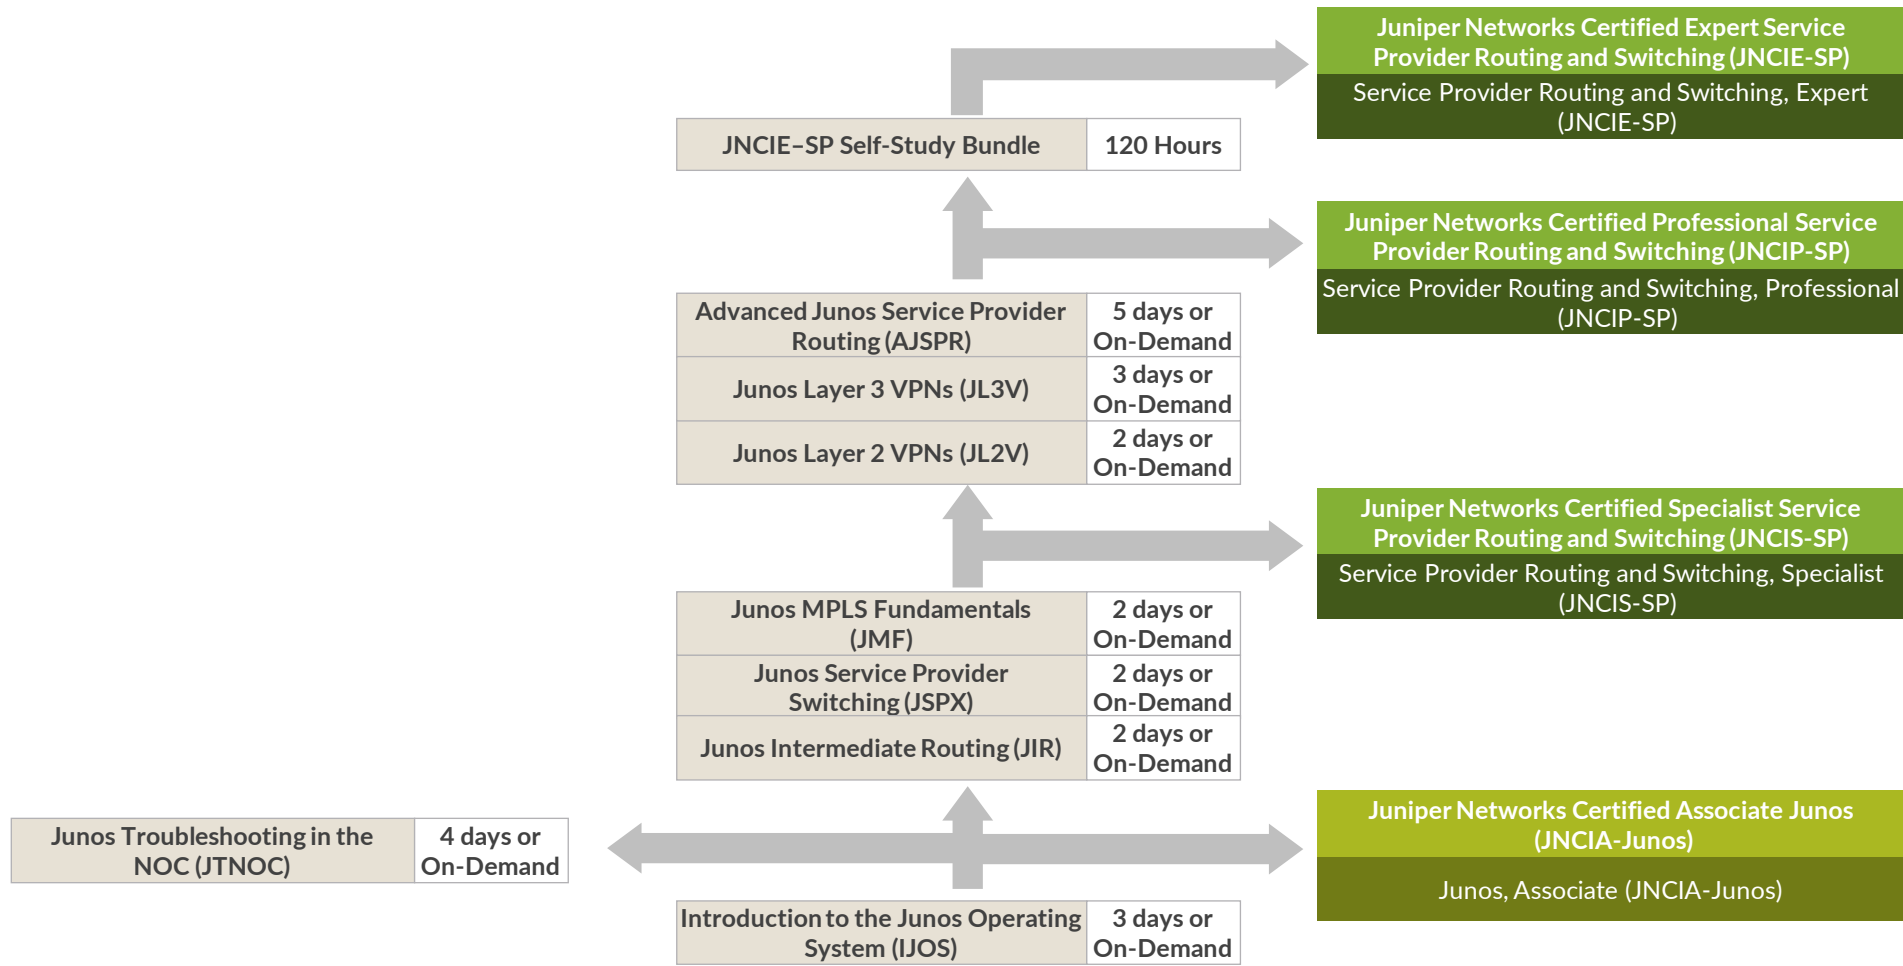 Juniper Networks Certified Expert Service
Provider Routing and Switching (JNCIE-SP)
Service Provider Routing and Switching, Expert
(JNCIE-SP)
JNCIE–SP Self-Study Bundle
120 Hours
Juniper Networks Certified Professional Service
Provider Routing and Switching (JNCIP-SP)
Service Provider Routing and Switching, Professional
(JNCIP-SP)
Advanced Junos Service Provider
Routing (AJSPR)
5 days or
On-Demand
Junos Layer 3 VPNs (JL3V)
3 days or
On-Demand
Junos Layer 2 VPNs (JL2V)
2 days or
On-Demand
Juniper Networks Certified Specialist Service
Provider Routing and Switching (JNCIS-SP)
Service Provider Routing and Switching, Specialist
(JNCIS-SP)
Junos MPLS Fundamentals
(JMF)
2 days or
On-Demand
Junos Service Provider
Switching (JSPX)
2 days or
On-Demand
Junos Intermediate Routing (JIR)
2 days or
On-Demand
Junos Troubleshooting in the
NOC (JTNOC)
4 days or
On-Demand
Juniper Networks Certified Associate Junos
(JNCIA-Junos)
Junos, Associate (JNCIA-Junos)
Introduction to the Junos Operating
System (IJOS)
3 days or
On-Demand